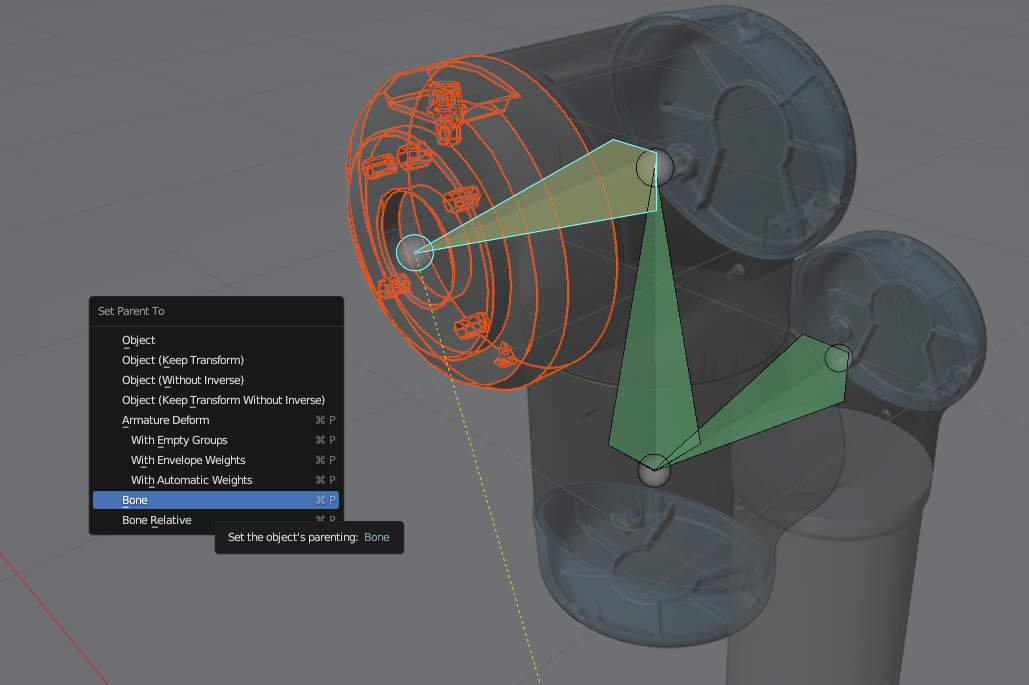 Set Parent To
Object
Object (Keep Transform)
Object (Without Inverse)
Object (Keep Transform Without Inverse)
Armature Deform ⌘ P
With Empty Groups ⌘ P
With Envelope Weights ⌘ P
With Automatic Weights ⌘ P
Bone ⌘ P
Bone Relative ⌘ P
Set the object's parenting: Bone